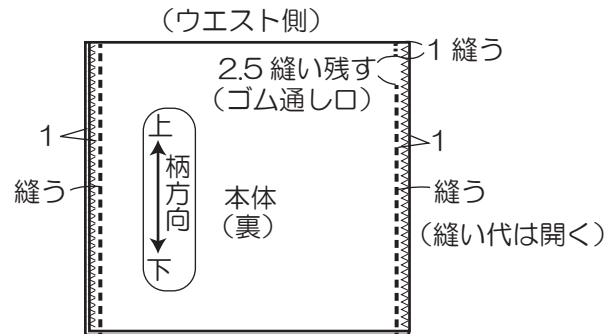 （ウエスト側）
1 縫う
2.5 縫い残す
（ゴム通し口）
1
上
柄方向
下
縫う
本体
（裏）
1
縫う
（縫い代は開く）